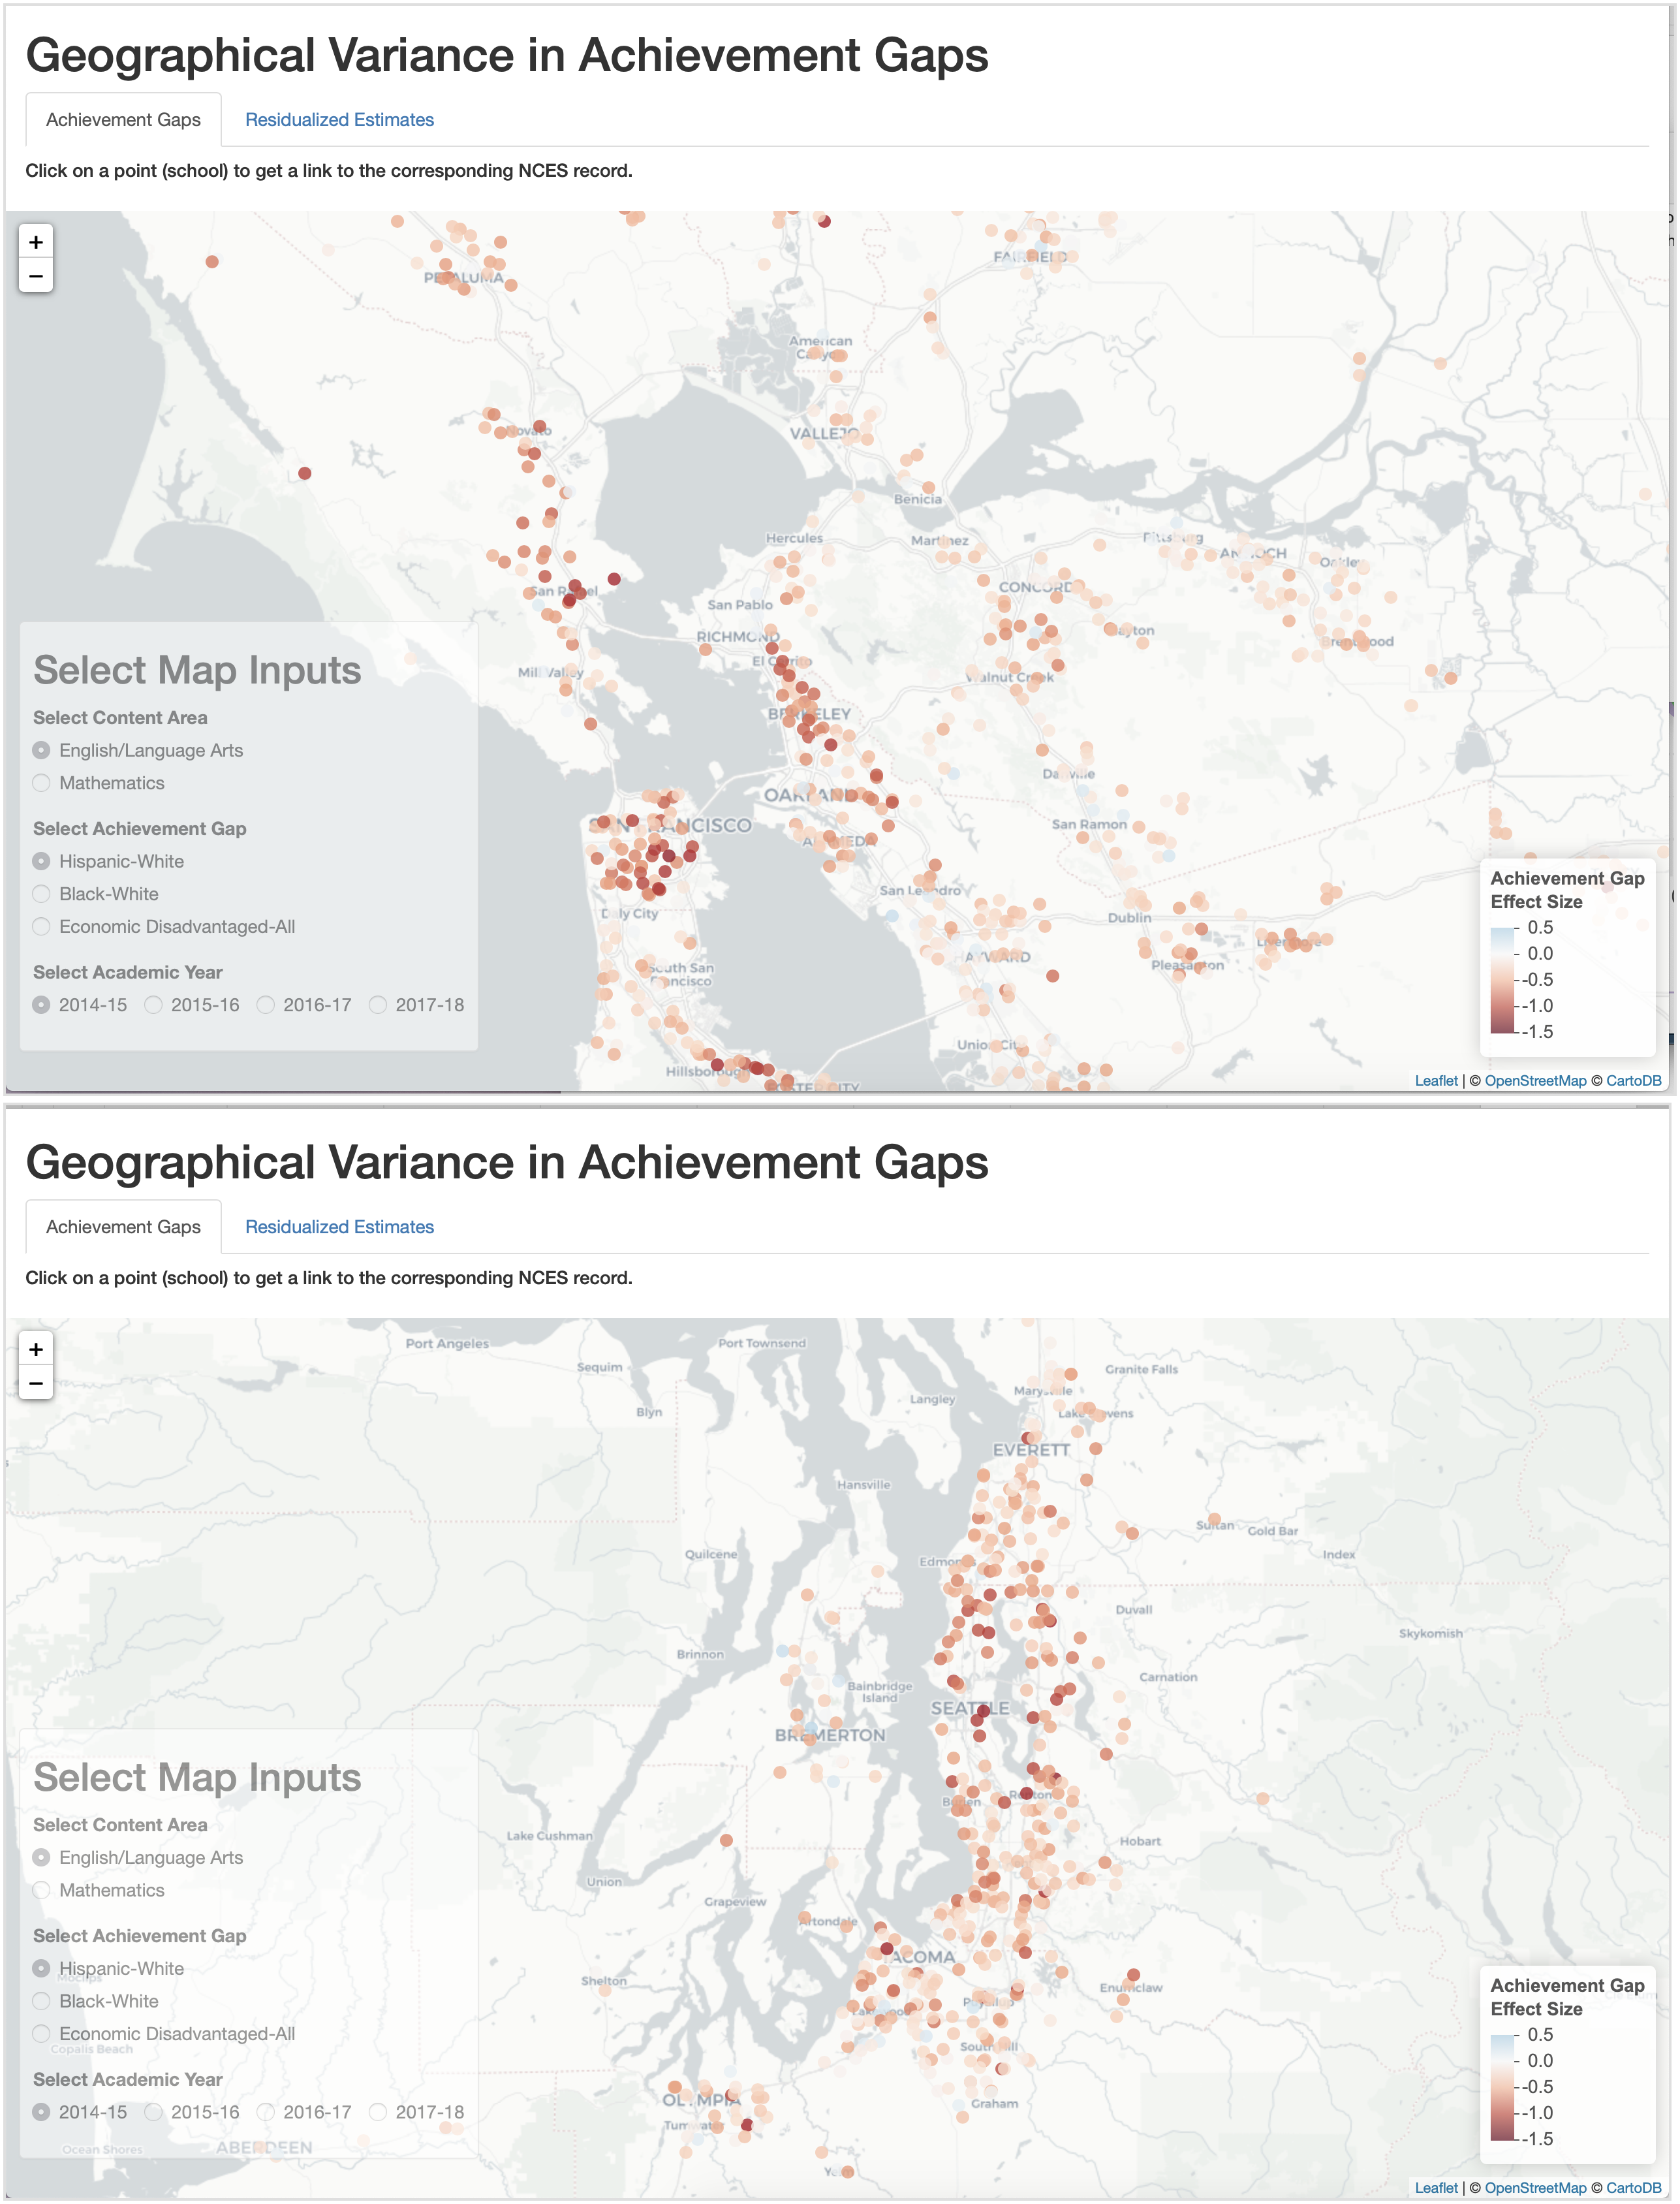 Geographical Variance in Achievement Gaps
Achievement Gaps
Residualized Estimates
Click on a point (school) to get a link to the corresponding NCES record.
+
−
PETALUMA
FAIRFIELD
American
Canyon
Novato
VALLEJO
Benicia
Hercules
Martinez
Pittsburg
ANTIOCH
Oakley
San Rafael
San Pablo
CONCORD
RICHMOND
Clayton
El Cerrito
Brentwood
Mill Valley
Walnut Creek
BERKELEY
Danville
OAKLAND
SAN FRANCISCO
San Ramon
ALAMEDA
San Leandro
Daly City
Dublin
Livermore
HAYWARD
Pleasanton
South San
Francisco
Union City
Hillsborough
FOSTER CITY
Select Map Inputs
Select Content Area
English/Language Arts
Mathematics
Select Achievement Gap
Hispanic-White
Black-White
Economic Disadvantaged-All
Select Academic Year
2014-15 2015-16 2016-17 2017-18
Achievement Gap
Effect Size
0.5
0.0
-0.5
-1.0
-1.5
Leaflet | © OpenStreetMap © CartoDB
Geographical Variance in Achievement Gaps
Achievement Gaps
Residualized Estimates
Click on a point (school) to get a link to the corresponding NCES record.
+
−
Port Angeles
Port Townsend
Sequim
Granite Falls
Marysville
Langley
Blyn
Lake Stevens
EVERETT
Hansville
Sultan
Gold Bar
Quilcene
Edmonds
Index
Duvall
Skykomish
Brinnon
Carnation
Bainbridge
Island
SEATTLE
BREMERTON
Renton
Burien
Lake Cushman
Hobart
Union
Grapeview
Artondale
TACOMA
Shelton
Enumclaw
Puyallup
Lakewood
South Hill
OLYMPIA
Graham
Tumwater
Select Map Inputs
Select Content Area
English/Language Arts
Mathematics
Select Achievement Gap
Hispanic-White
Moclips
Black-White
Economic Disadvantaged-All
Copalis Beach
Select Academic Year
2014-15 2015-16 2016-17 2017-18
Ocean Shores
ABERDEEN
Achievement Gap
Effect Size
0.5
0.0
-0.5
-1.0
-1.5
Leaflet | © OpenStreetMap © CartoDB